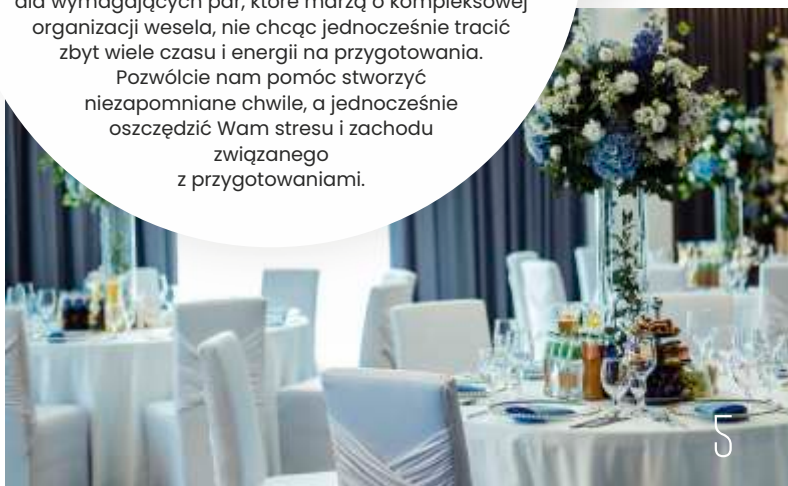 dla wymagających par, które marzą o kompleksowej
organizacji wesela, nie chcąc jednocześnie tracić
zbyt wiele czasu i energii na przygotowania.
Pozwólcie nam pomóc stworzyć
niezapomniane chwile, a jednocześnie
oszczędzić Wam stresu i zachodu
związanego
z przygotowaniami.
5